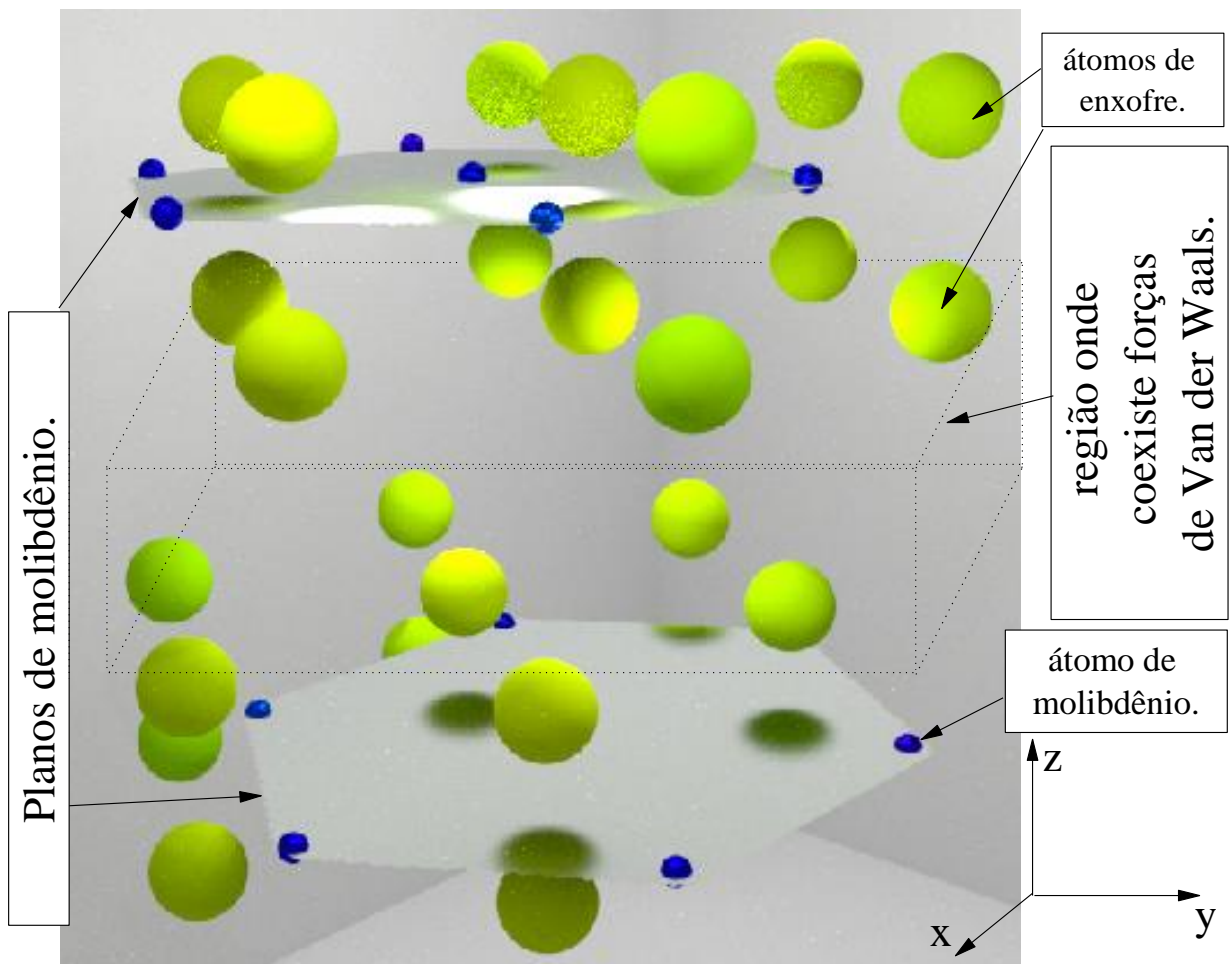 átomos de
enxofre.
região onde
coexiste forças
de Van der Waals.
Planos de molibdênio.
átomo de
molibdênio.
z
y
x